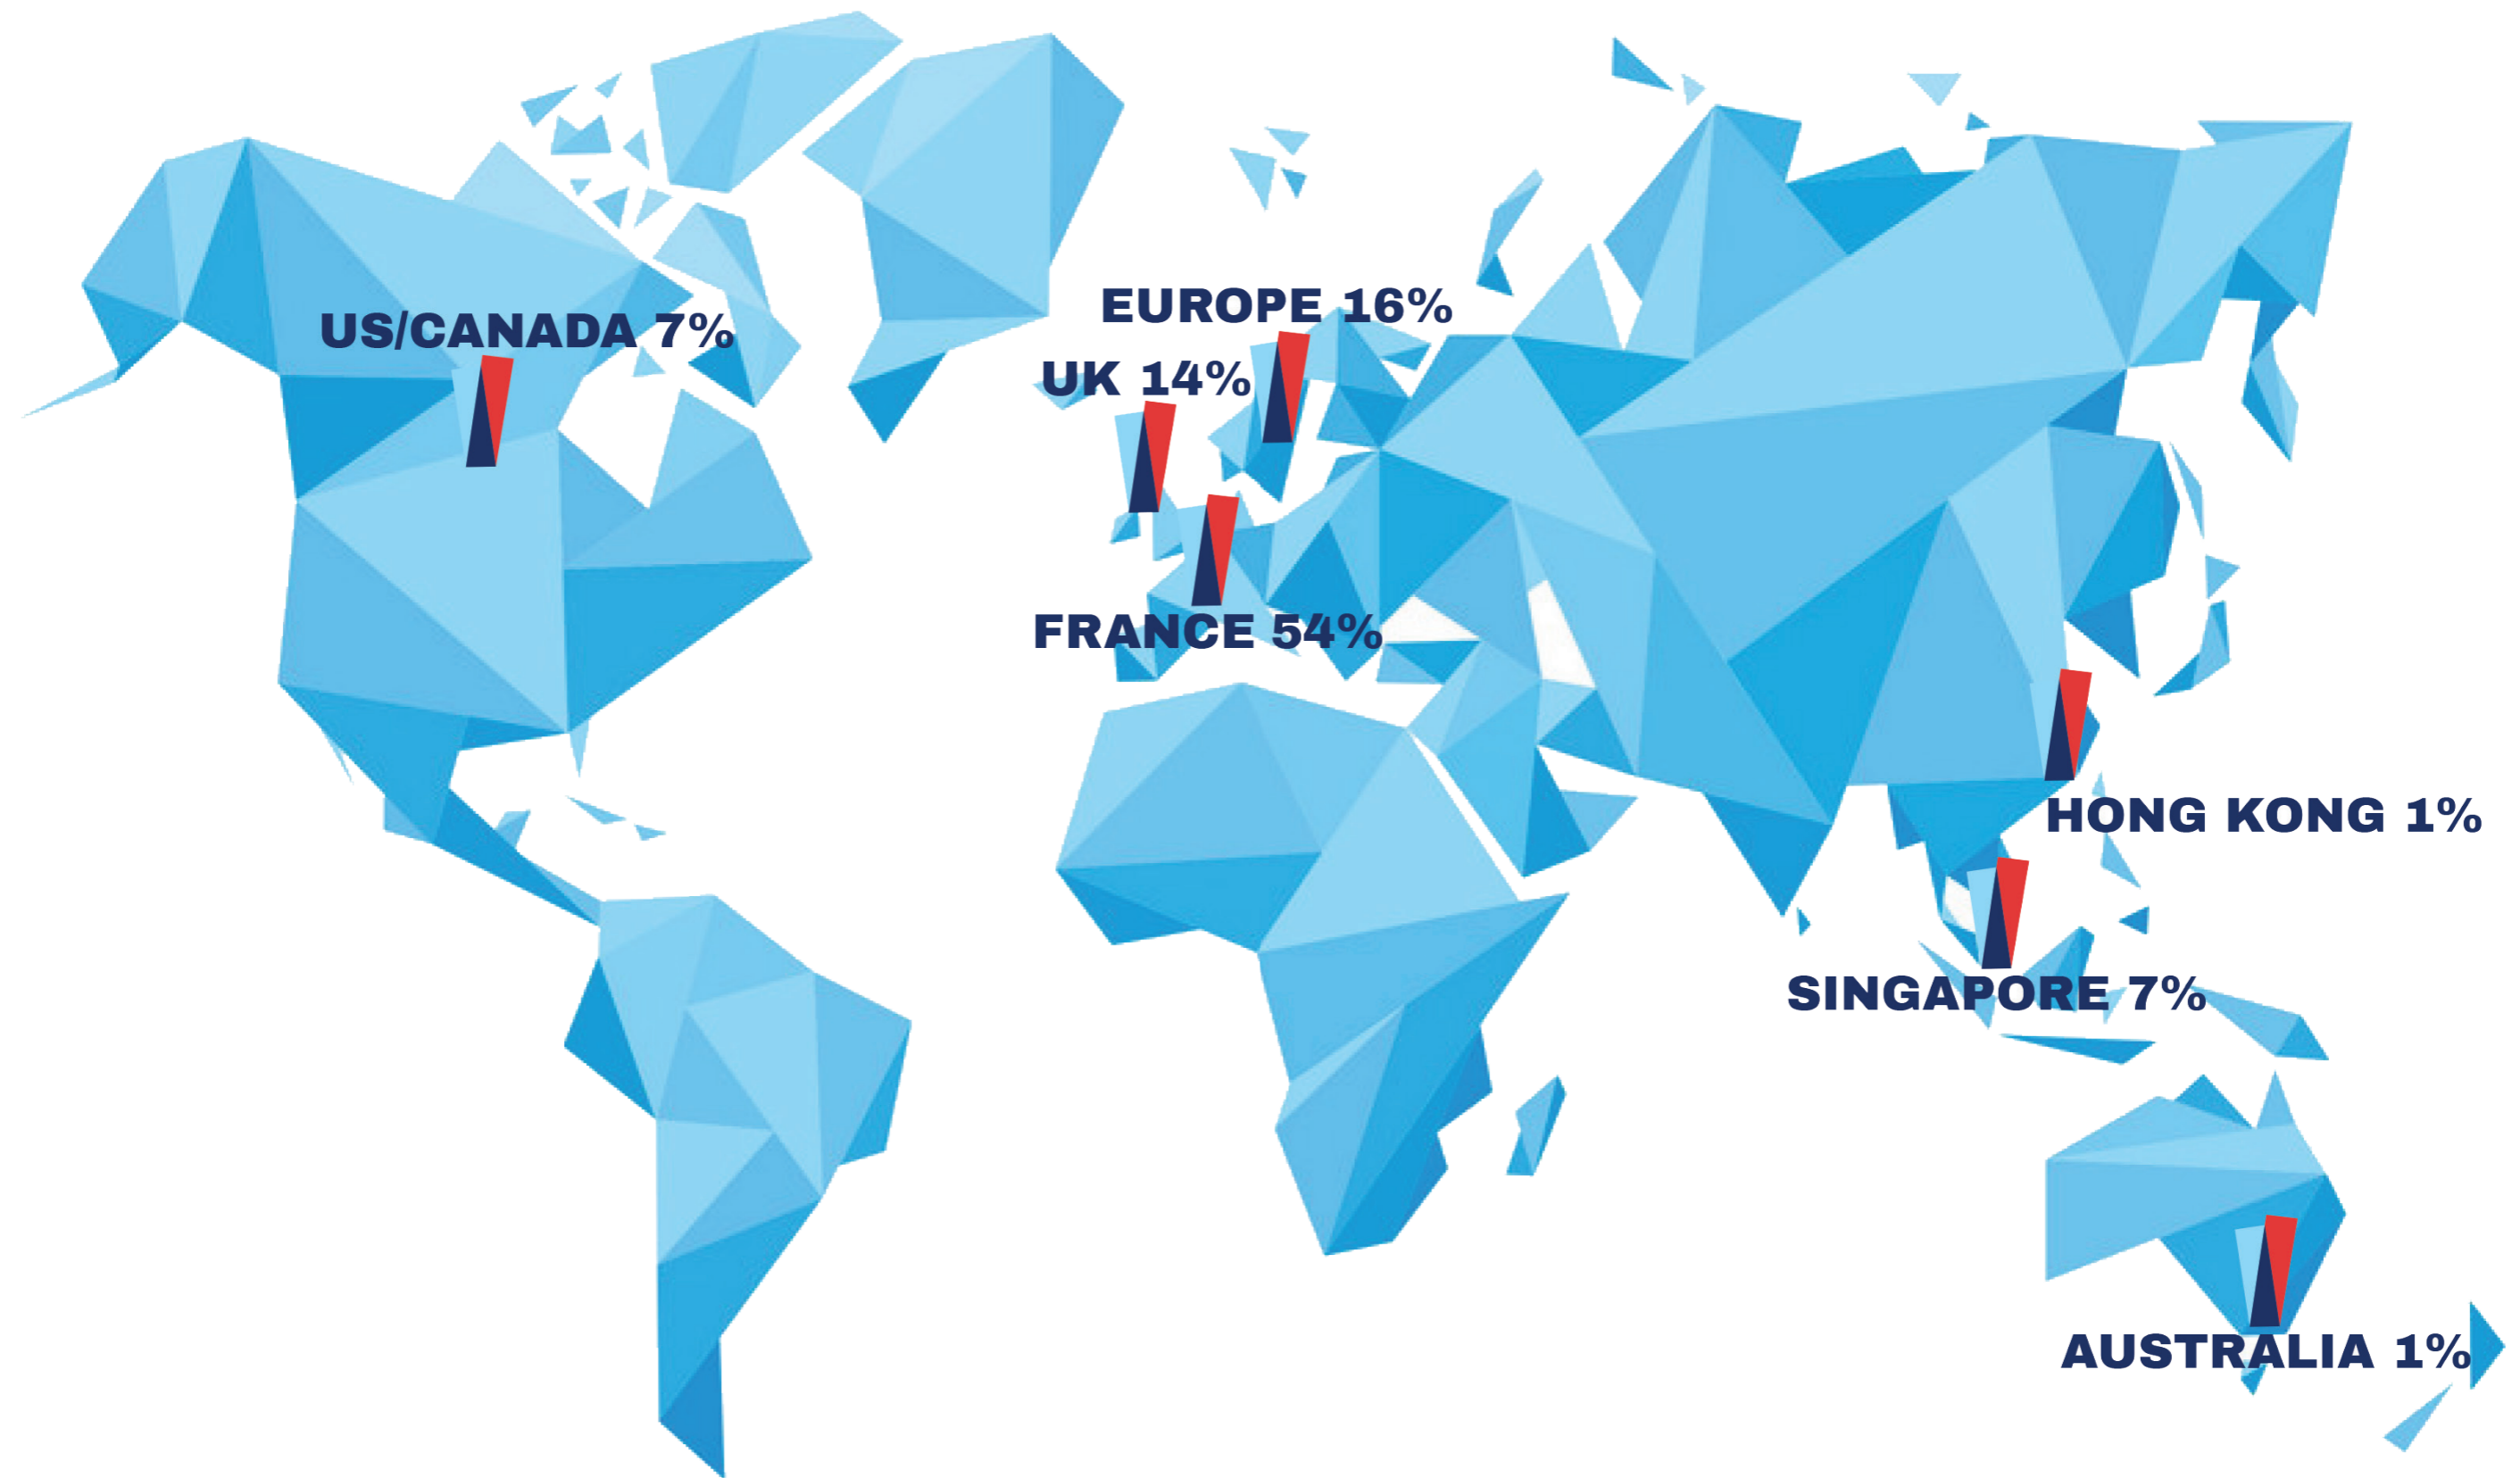 EUROPE 16%
US/CANADA 7%
UK 14%
FRANCE 54%
HONG KONG 1%
SINGAPORE 7%
AUSTRALIA 1%